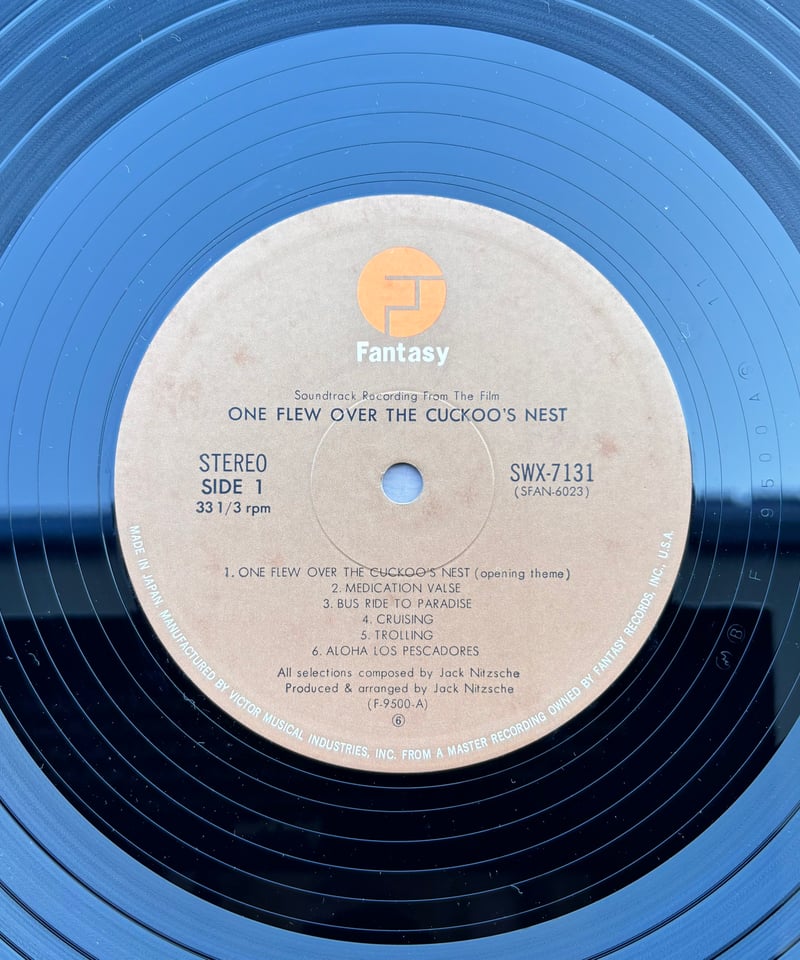 Fantasy
Soundtrack Recording From The Film
ONE FLEW OVER THE CUCKOO'S NEST
STEREO
SIDE 1
33 1/3 rpm
SWX-7131
(SFAN-6023)
1. ONE FLEW OVER THE CUCKOO'S NEST (opening theme)
2. MEDICATION VALSE
3. BUS RIDE TO PARADISE
4. CRUISING
5. TROLLING
6. ALOHA LOS PESCADORES
All selections composed by Jack Nitzsche
Produced & arranged by Jack Nitzsche
(F-9500-A)
⑥
MADE IN JAPAN. MANUFACTURED BY VICTOR MUSICAL INDUSTRIES, INC. FROM A MASTER RECORDING OWNED BY FANTASY RECORDS, INC., U.S.A.
F 9500A